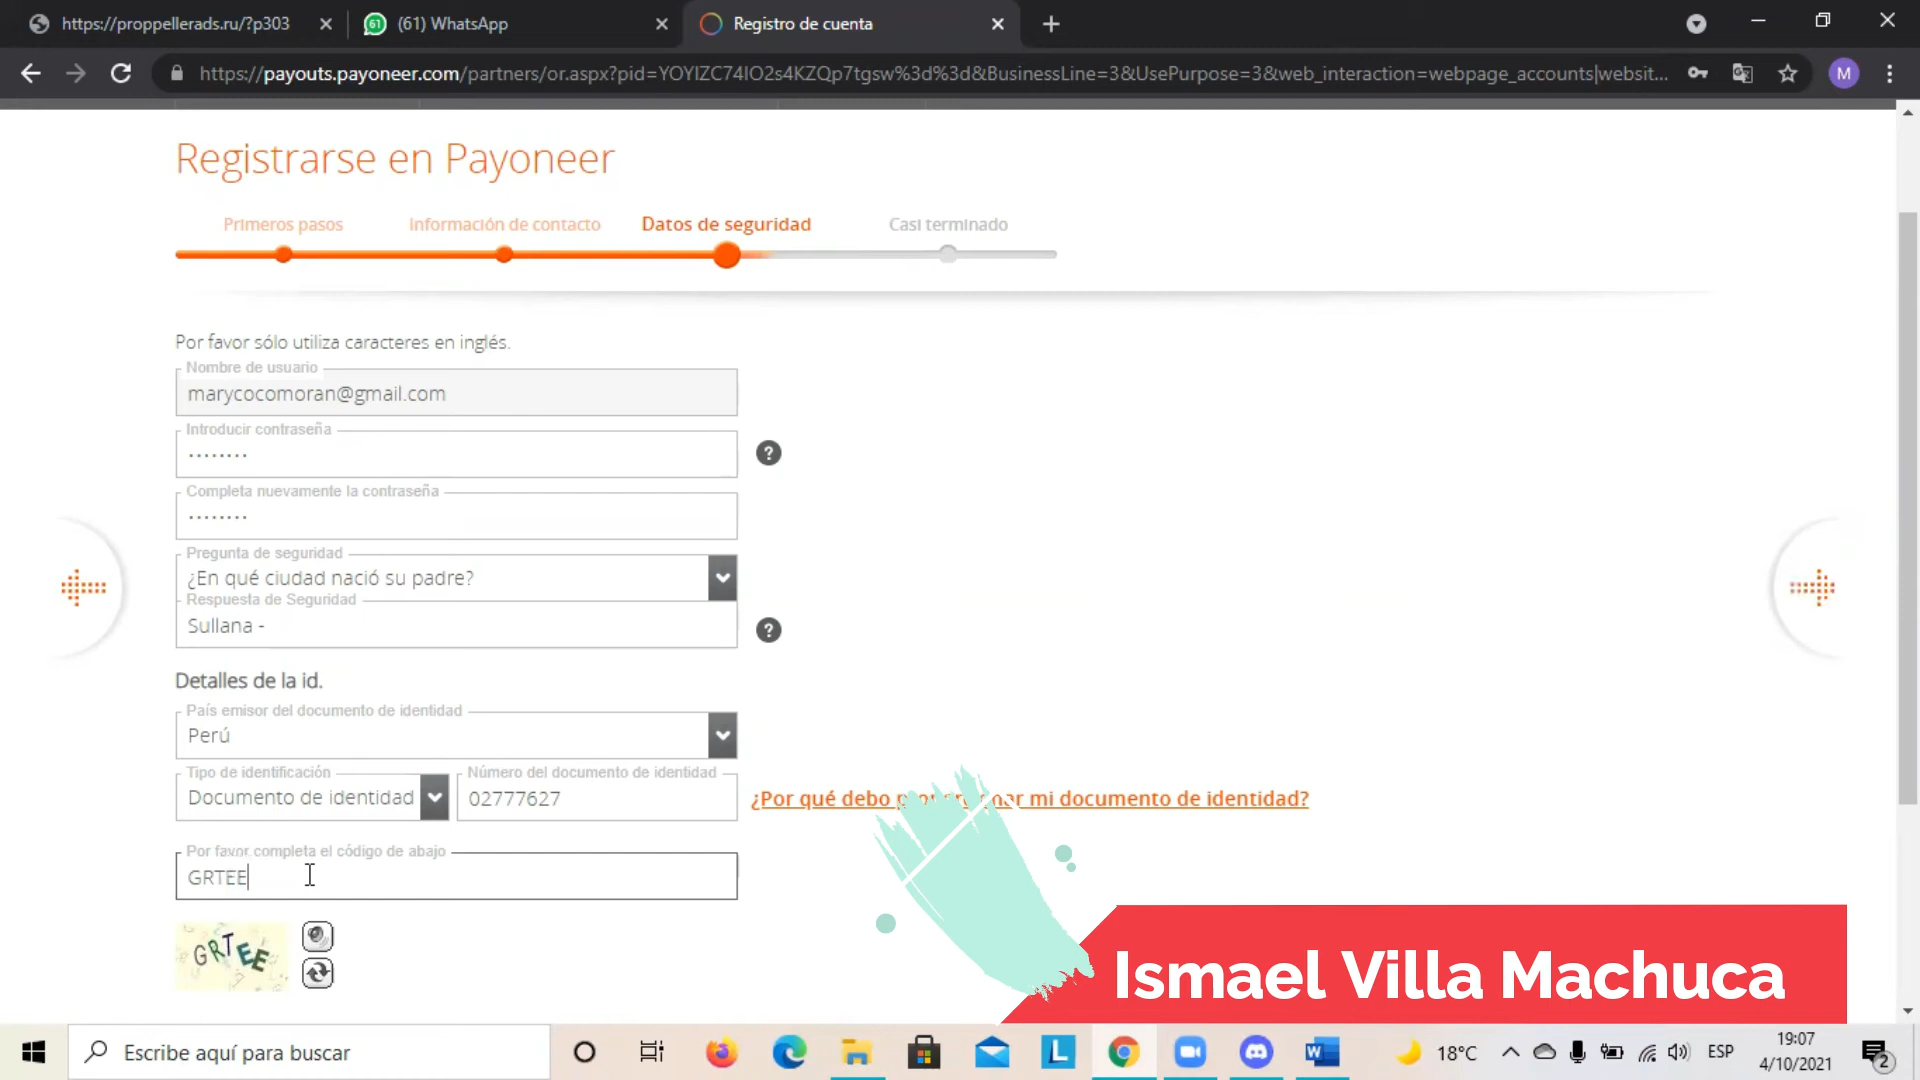 https://proppellerads.ru/?p303
(61) WhatsApp
Registro de cuenta
https://payouts.payoneer.com/partners/or.aspx?pid=YOYIZC74IO2s4KZQp7tgsw%3d%3d&BusinessLine=3&UsePurpose=3&web_interaction=webpage_accounts|websit...
M
Registrarse en Payoneer
Primeros pasos
Información de contacto
Datos de seguridad
Casi terminado
Por favor sólo utiliza caracteres en inglés.
Nombre de usuario
marycocomoran@gmail.com
Introducir contraseña
Completa nuevamente la contraseña
Pregunta de seguridad
¿En qué ciudad nació su padre?
Respuesta de Seguridad
Sullana -
Detalles de la id.
País emisor del documento de identidad
Perú
Tipo de identificación
Número del documento de identidad
Documento de identidad
02777627
¿Por qué debo mi documento de identidad?
Por favor completa el código de abajo
GRTEE
GRTEE
Ismael Villa Machuca
Escribe aquí para buscar
18°C
ESP
19:07
4/10/2021
2